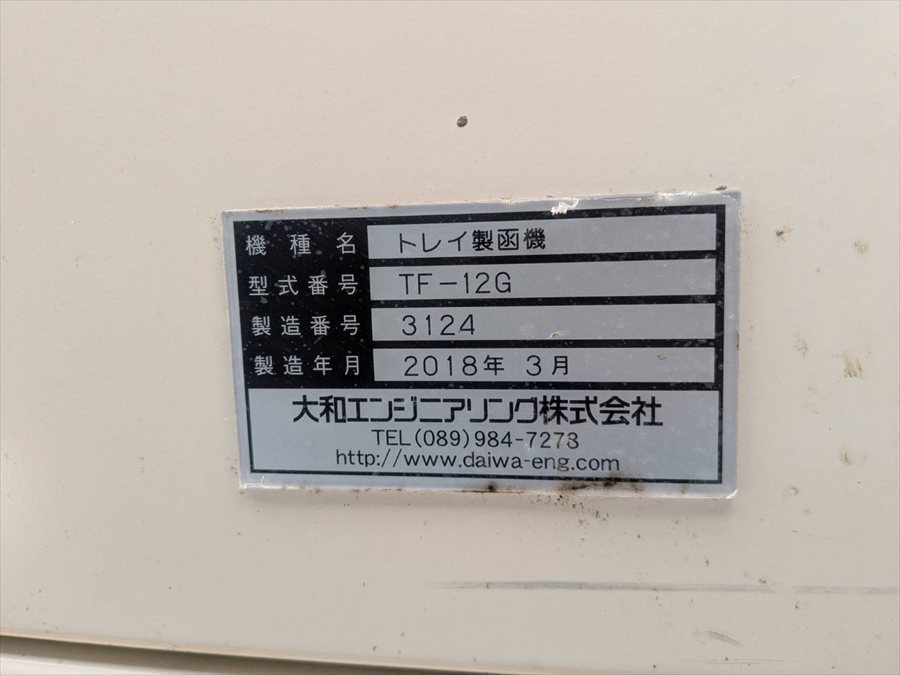 機種名 トレイ製函機
型式番号 TF-12G
製造番号 3124
製造年月 2018年 3月
大和エンジニアリング株式会社
TEL(089)984-7273
http://www.daiwa-eng.com